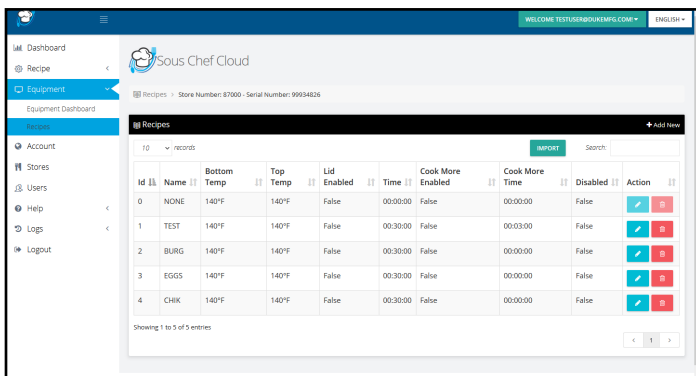 WELCOME TESTUSER@DUKEMFG.COM! ENGLISH
Dashboard
Recipe
Equipment
Equipment Dashboard
Recipes
Account
Stores
Users
Help
Logs
Logout
Sous Chef Cloud
Recipes > Store Number: 87000 - Serial Number: 99934826
Recipes + Add New
10 records IMPORT Search:
Id Name Bottom Temp Top Temp Lid Enabled Time Cook More Enabled Cook More Time Disabled Action
0 NONE 140°F 140°F False 00:00:00 False 00:00:00 False
1 TEST 140°F 140°F False 00:30:00 False 00:03:00 False
2 BURG 140°F 140°F False 00:30:00 False 00:00:00 False
3 EGGS 140°F 140°F False 00:30:00 False 00:00:00 False
4 CHIK 140°F 140°F False 00:30:00 False 00:00:00 False
Showing 1 to 5 of 5 entries
< 1 >